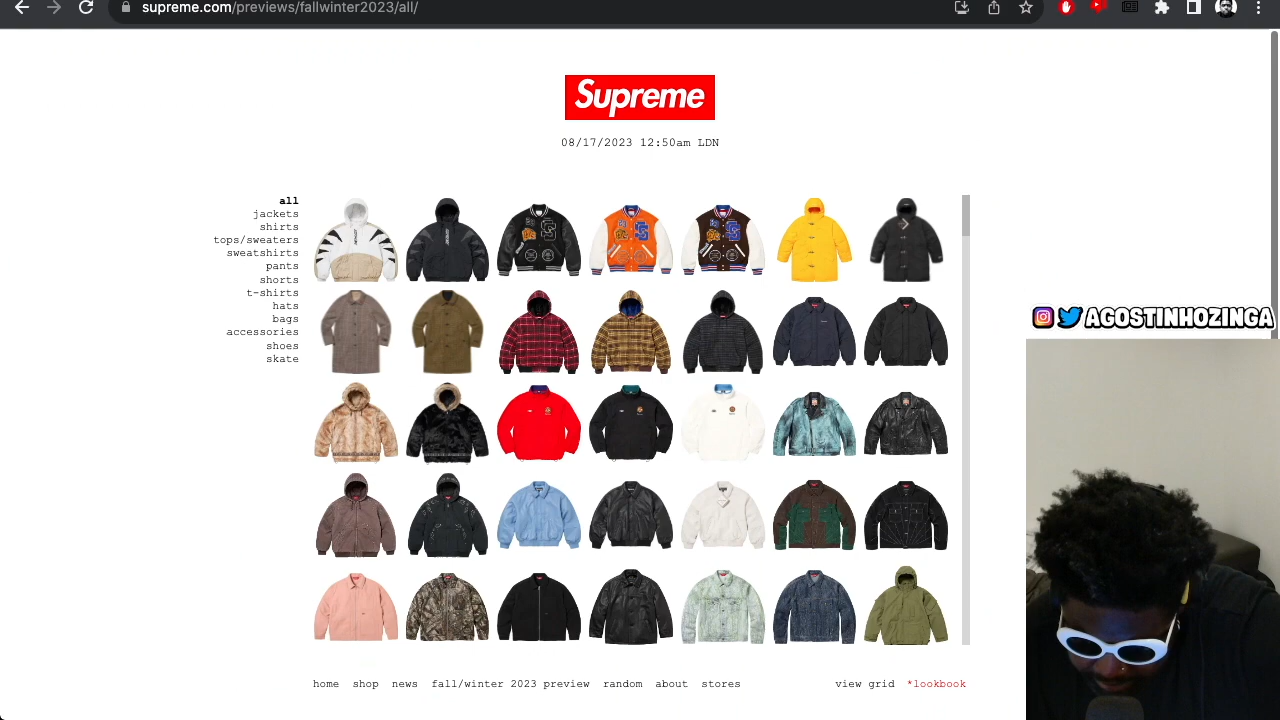 supreme.com/previews/fallwinter2023/all/
Supreme
08/17/2023 12:50am LDN
all
jackets
shirts
tops/sweaters
sweatshirts
pants
shorts
t-shirts
hats
bags
accessories
shoes
skate
AGOSTINHOZINGA
home shop news fall/winter 2023 preview random about stores view grid *lookbook